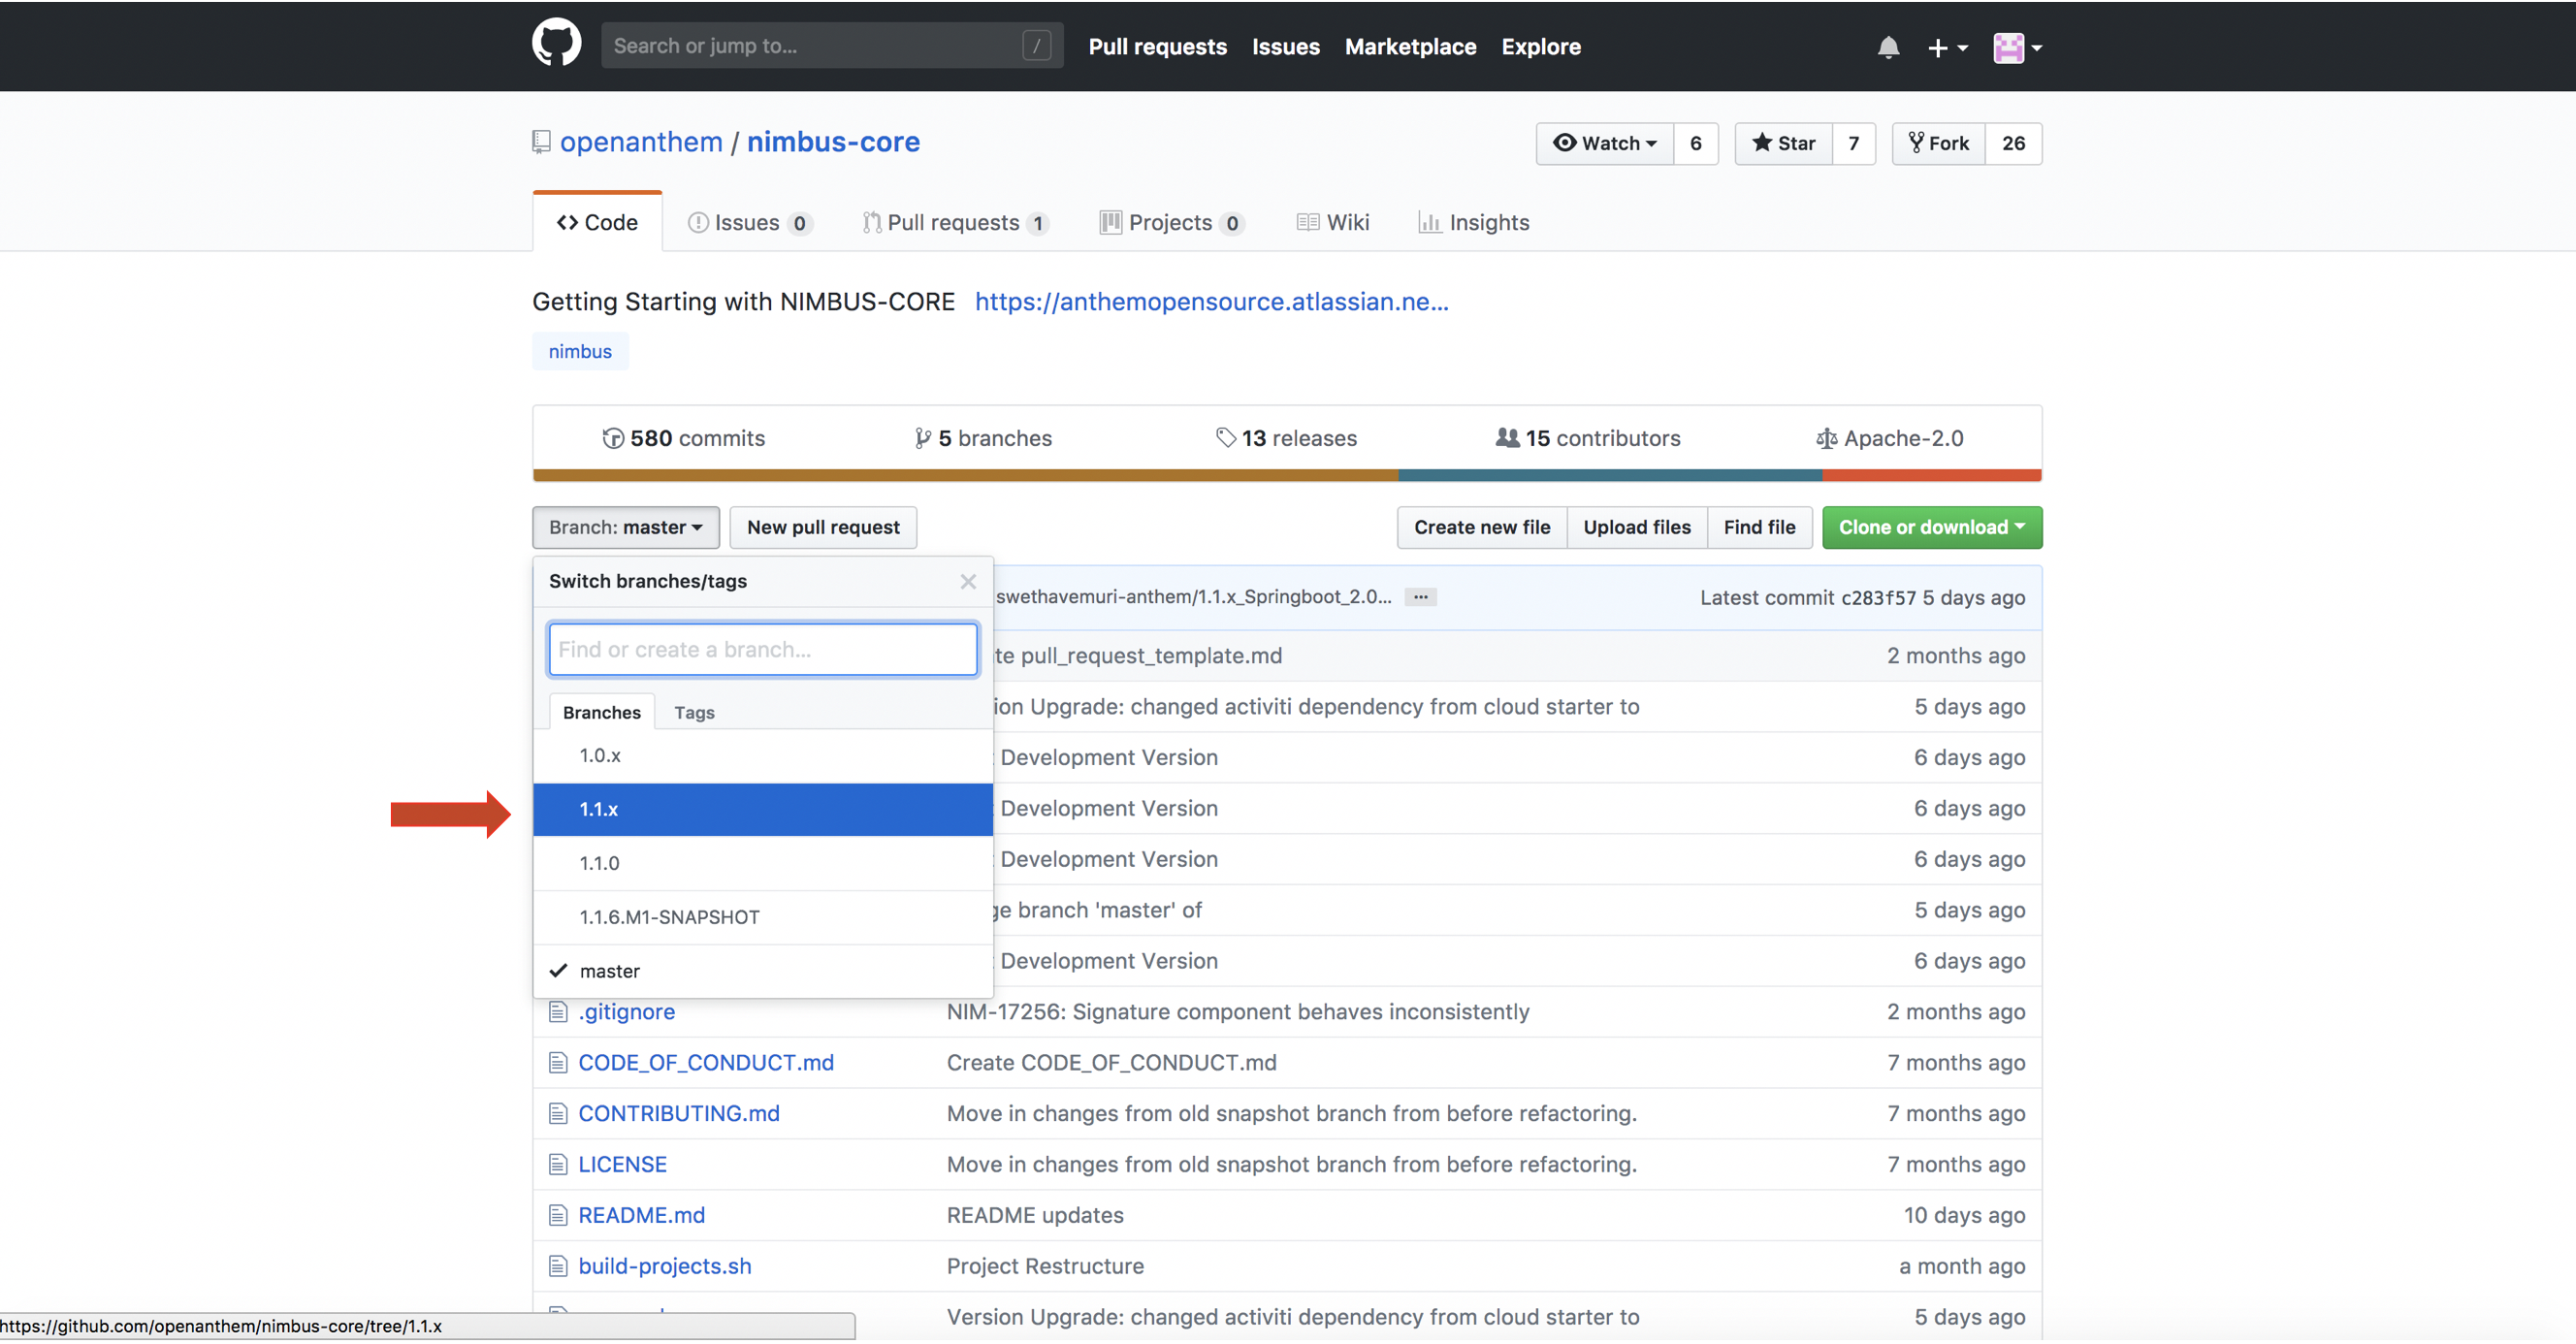 Search or jump to... /
Pull requests Issues Marketplace Explore
openanthem / nimbus-core
Watch 6 Star 7 Fork 26
Code Issues 0 Pull requests 1 Projects 0 Wiki Insights
Getting Starting with NIMBUS-CORE https://anthemopensource.atlassian.ne...
nimbus
580 commits 5 branches 13 releases 15 contributors Apache-2.0
Branch: master New pull request Create new file Upload files Find file Clone or download
Switch branches/tags
swethavemuri-anthem/1.1.x_Springboot_2.0... ... Latest commit c283f57 5 days ago
Find or create a branch...
te pull_request_template.md 2 months ago
Branches Tags
ion Upgrade: changed activiti dependency from cloud starter to 5 days ago
1.0.x
Development Version 6 days ago
1.1.x
Development Version 6 days ago
1.1.0
Development Version 6 days ago
1.1.6.M1-SNAPSHOT
ge branch 'master' of 5 days ago
master
Development Version 6 days ago
.gitignore NIM-17256: Signature component behaves inconsistently 2 months ago
CODE_OF_CONDUCT.md Create CODE_OF_CONDUCT.md 7 months ago
CONTRIBUTING.md Move in changes from old snapshot branch from before refactoring. 7 months ago
LICENSE Move in changes from old snapshot branch from before refactoring. 7 months ago
README.md README updates 10 days ago
build-projects.sh Project Restructure a month ago
Version Upgrade: changed activiti dependency from cloud starter to 5 days ago
https://github.com/openanthem/nimbus-core/tree/1.1.x